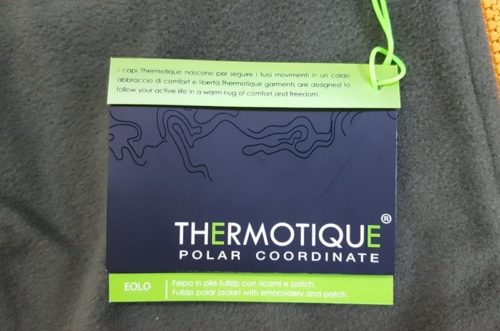 I capi Thermotique nascono per seguire i tuoi movimenti in un caldo
abbraccio di comfort e libertà.Thermotique garments are designed to
follow your active life in a warm hug of comfort and freedom.
THERMOTIQUE®
POLAR COORDINATE
EOLO
Felpa in pile fullzip con ricami e patch.
Fullzip polar jacket with embroidery and patch.